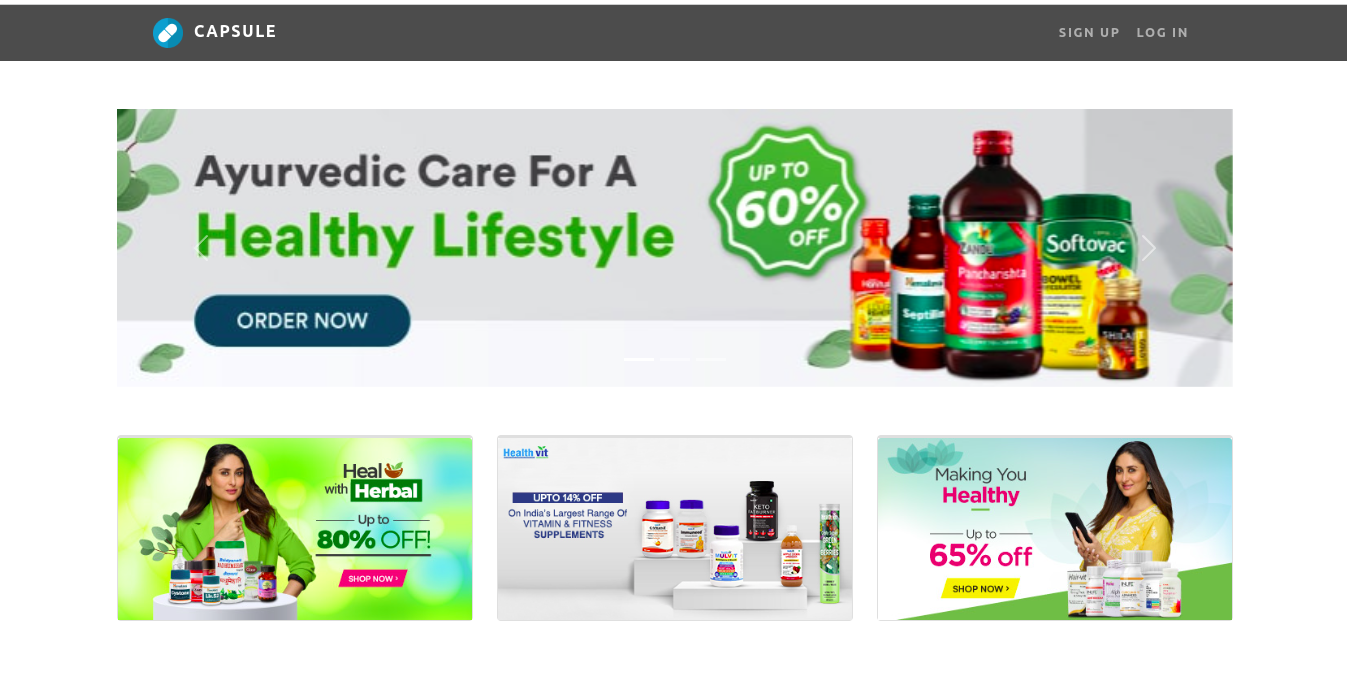 CAPSULE
SIGN UP
LOG IN
Ayurvedic Care For A
Healthy Lifestyle
ORDER NOW
UP TO
60%
OFF
Himalaya
Septilin
ZANDU
Pancharishta
Softovac
BOWEL
REGULATOR
SHILAJIT
Heal
with Herbal
Up to
80% OFF!
SHOP NOW ›
Health vit
UPTO 14% OFF
On India's Largest Range Of
VITAMIN & FITNESS
SUPPLEMENTS
KETO
Making You
Healthy
Up to
65% off
SHOP NOW ›